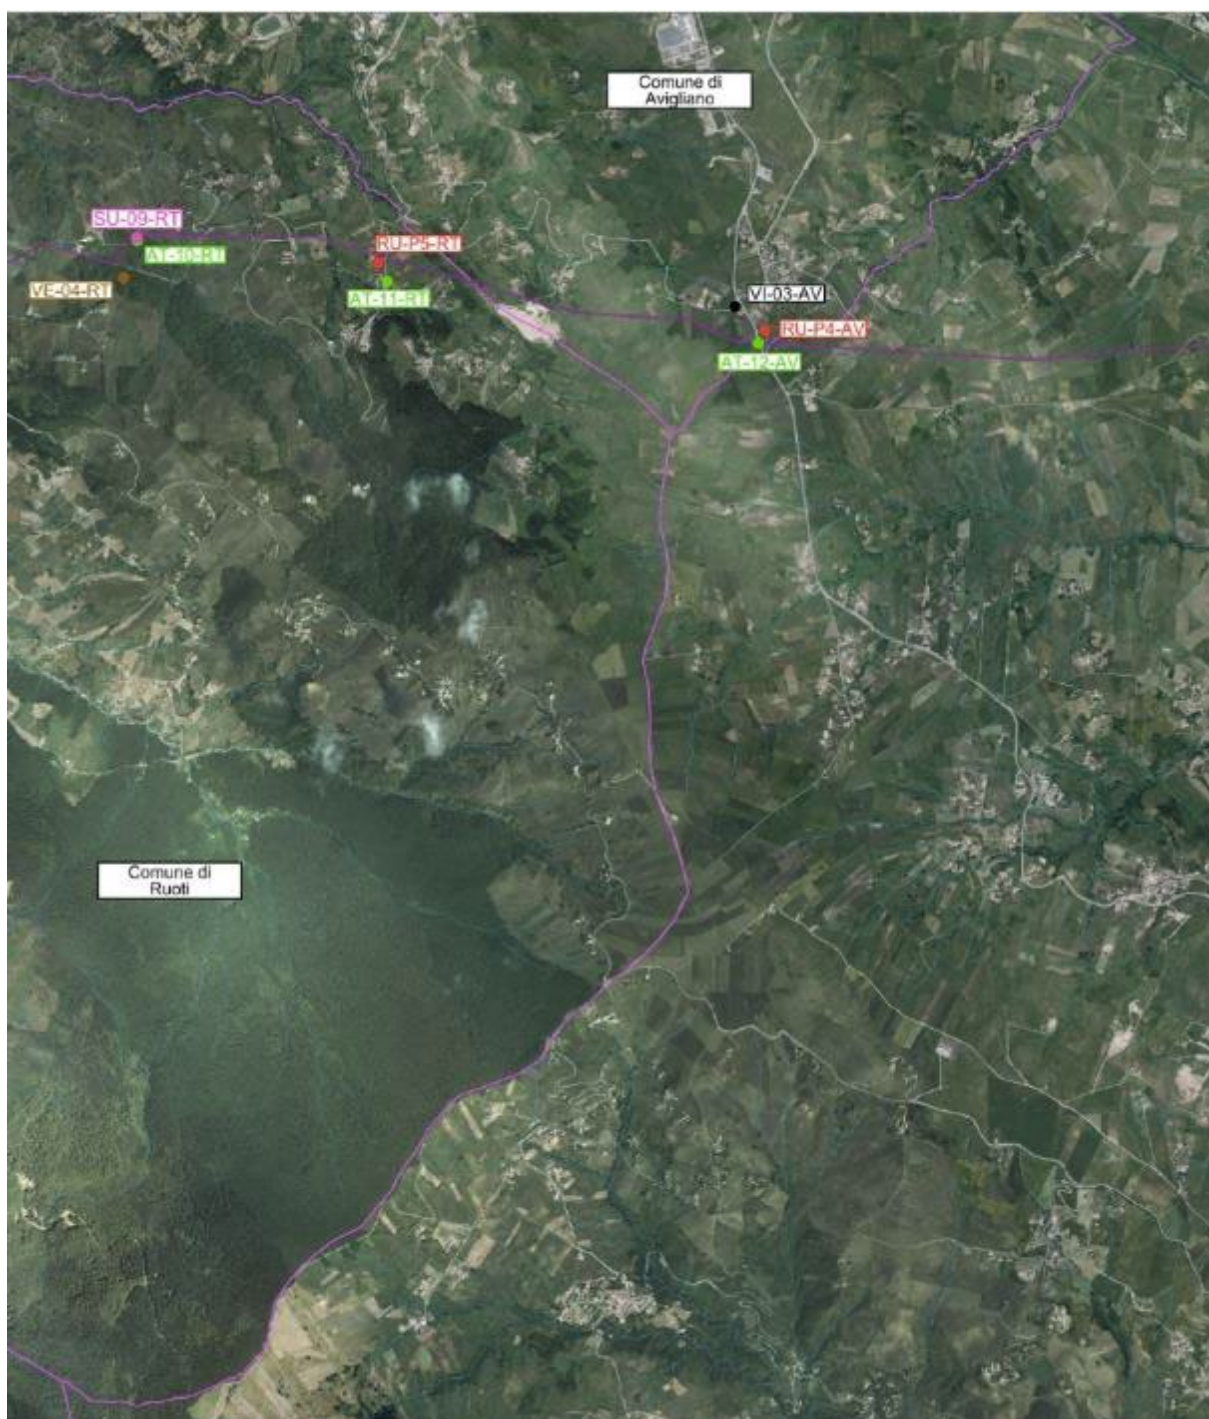 Comune di
Avigliano
SU-09-RT
AT-10-RT
VE-04-RT
RU-P5-RT
AT-11-RT
VI-03-AV
RU-P4-AV
AT-12-AV
Comune di
Ruoti